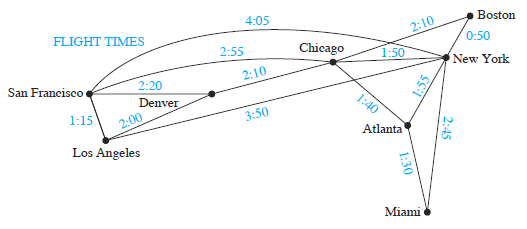 4:05
2:10
Boston
FLIGHT TIMES
0:50
2:55
Chicago
1:50
New York
2:10
San Francisco
2:20
Denver
1:55
1:40
3:50
1:15
2:00
Atlanta
2:45
Los Angeles
1:30
Miami